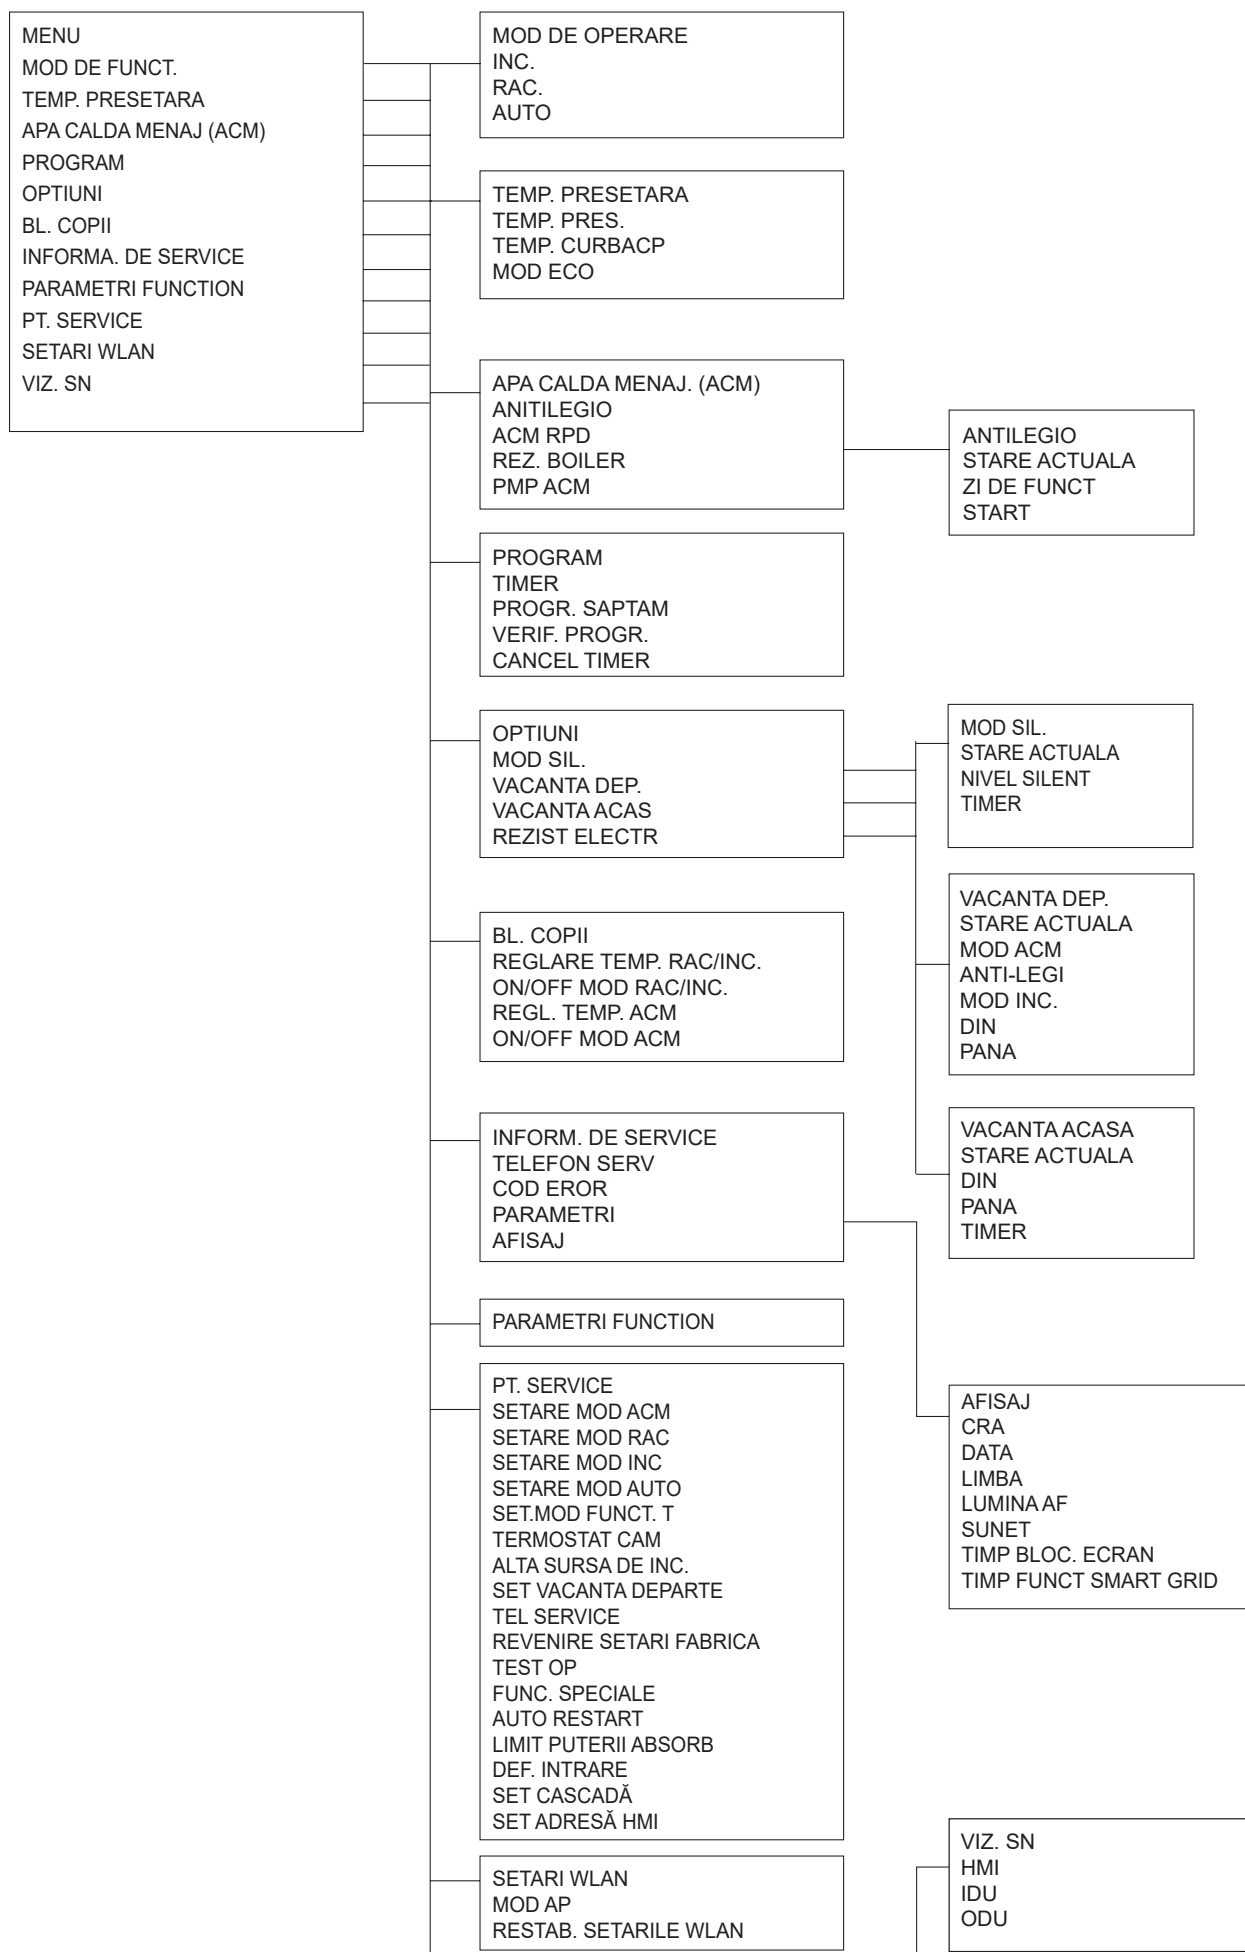 MENU
MOD DE FUNCT.
TEMP. PRESETARA
APA CALDA MENAJ (ACM)
PROGRAM
OPTIUNI
BL. COPII
INFORMA. DE SERVICE
PARAMETRI FUNCTION
PT. SERVICE
SETARI WLAN
VIZ. SN
MOD DE OPERARE
INC.
RAC.
AUTO
TEMP. PRESETARA
TEMP. PRES.
TEMP. CURBACP
MOD ECO
APA CALDA MENAJ. (ACM)
ANITILEGIO
ACM RPD
REZ. BOILER
PMP ACM
ANTILEGIO
STARE ACTUALA
ZI DE FUNCT
START
PROGRAM
TIMER
PROGR. SAPTAM
VERIF. PROGR.
CANCEL TIMER
OPTIUNI
MOD SIL.
VACANTA DEP.
VACANTA ACAS
REZIST ELECTR
MOD SIL.
STARE ACTUALA
NIVEL SILENT
TIMER
VACANTA DEP.
STARE ACTUALA
MOD ACM
ANTI-LEGI
MOD INC.
DIN
PANA
VACANTA ACASA
STARE ACTUALA
DIN
PANA
TIMER
BL. COPII
REGLARE TEMP. RAC/INC.
ON/OFF MOD RAC/INC.
REGL. TEMP. ACM
ON/OFF MOD ACM
INFORM. DE SERVICE
TELEFON SERV
COD EROR
PARAMETRI
AFISAJ
AFISAJ
CRA
DATA
LIMBA
LUMINA AF
SUNET
TIMP BLOC. ECRAN
TIMP FUNCT SMART GRID
PARAMETRI FUNCTION
PT. SERVICE
SETARE MOD ACM
SETARE MOD RAC
SETARE MOD INC
SETARE MOD AUTO
SET.MOD FUNCT. T
TERMOSTAT CAM
ALTA SURSA DE INC.
SET VACANTA DEPARTE
TEL SERVICE
REVENIRE SETARI FABRICA
TEST OP
FUNC. SPECIALE
AUTO RESTART
LIMIT PUTERII ABSORB
DEF. INTRARE
SET CASCADĂ
SET ADRESĂ HMI
SETARI WLAN
MOD AP
RESTAB. SETARILE WLAN
VIZ. SN
HMI
IDU
ODU